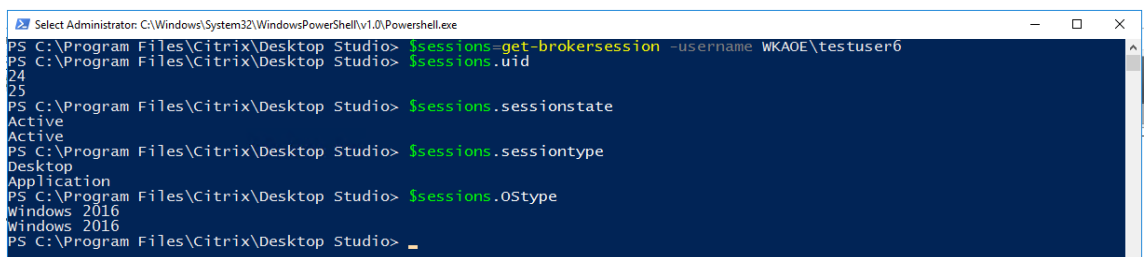 Select Administrator: C:\Windows\System32\WindowsPowerShell\v1.0\Powershell.exe
PS C:\Program Files\Citrix\Desktop Studio> $sessions=get-brokersession -username WKAOE\testuser6
PS C:\Program Files\Citrix\Desktop Studio> $sessions.uid
24
25
PS C:\Program Files\Citrix\Desktop Studio> $sessions.sessionstate
Active
Active
PS C:\Program Files\Citrix\Desktop Studio> $sessions.sessiontype
Desktop
Application
PS C:\Program Files\Citrix\Desktop Studio> $sessions.OStype
Windows 2016
Windows 2016
PS C:\Program Files\Citrix\Desktop Studio>